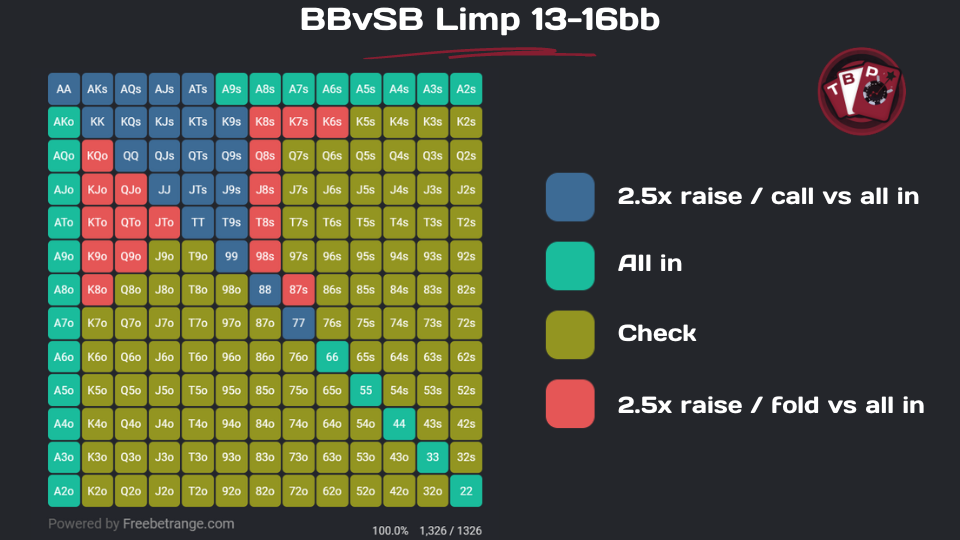 BBvSB Limp 13-16bb
TBP
AA AKs AQs AJs ATs A9s A8s A7s A6s A5s A4s A3s A2s
AKo KK KQs KJs KTs K9s K8s K7s K6s K5s K4s K3s K2s
AQo KQo QQ QJs QTs Q9s Q8s Q7s Q6s Q5s Q4s Q3s Q2s
AJo KJo QJo JJ JTs J9s J8s J7s J6s J5s J4s J3s J2s
ATo KTo QTo JTo TT T9s T8s T7s T6s T5s T4s T3s T2s
A9o K9o Q9o J9o T9o 99 98s 97s 96s 95s 94s 93s 92s
A8o K8o Q8o J8o T8o 98o 88 87s 86s 85s 84s 83s 82s
A7o K7o Q7o J7o T7o 97o 87o 77 76s 75s 74s 73s 72s
A6o K6o Q6o J6o T6o 96o 86o 76o 66 65s 64s 63s 62s
A5o K5o Q5o J5o T5o 95o 85o 75o 65o 55 54s 53s 52s
A4o K4o Q4o J4o T4o 94o 84o 74o 64o 54o 44 43s 42s
A3o K3o Q3o J3o T3o 93o 83o 73o 63o 53o 43o 33 32s
A2o K2o Q2o J2o T2o 92o 82o 72o 62o 52o 42o 32o 22
2.5x raise / call vs all in
All in
Check
2.5x raise / fold vs all in
Powered by Freebetrange.com
100.0% 1,326 / 1326